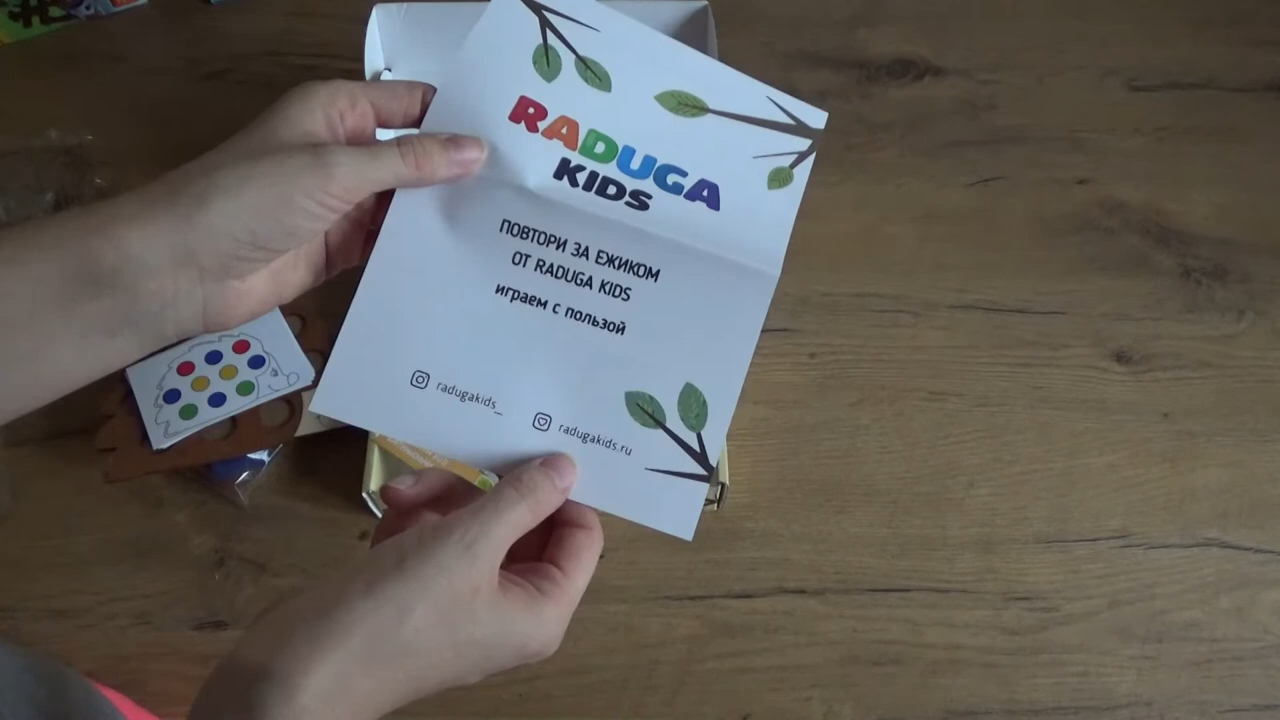 RADUGA
KIDS
ПОВТОРИ ЗА ЕЖИКОМ
ОТ RADUGA KIDS
играем с пользой
radugakids_
radugakids.ru